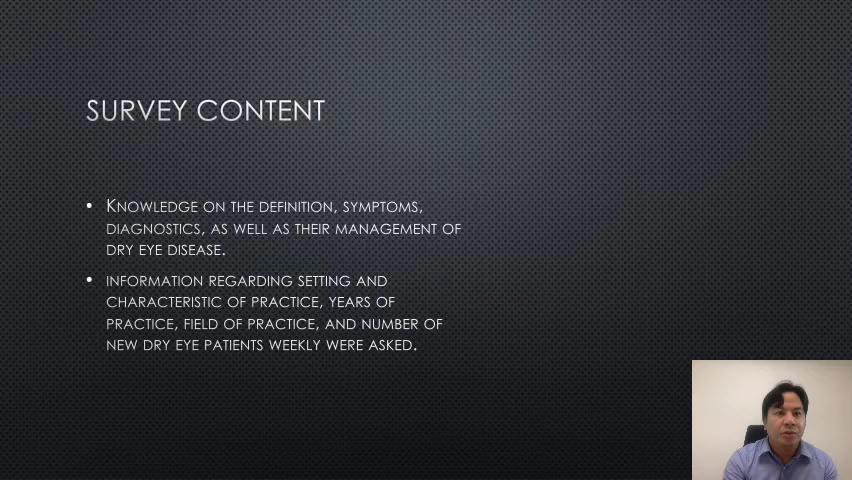 SURVEY CONTENT
• KNOWLEDGE ON THE DEFINITION, SYMPTOMS,
DIAGNOSTICS, AS WELL AS THEIR MANAGEMENT OF
DRY EYE DISEASE.
• INFORMATION REGARDING SETTING AND
CHARACTERISTIC OF PRACTICE, YEARS OF
PRACTICE, FIELD OF PRACTICE, AND NUMBER OF
NEW DRY EYE PATIENTS WEEKLY WERE ASKED.